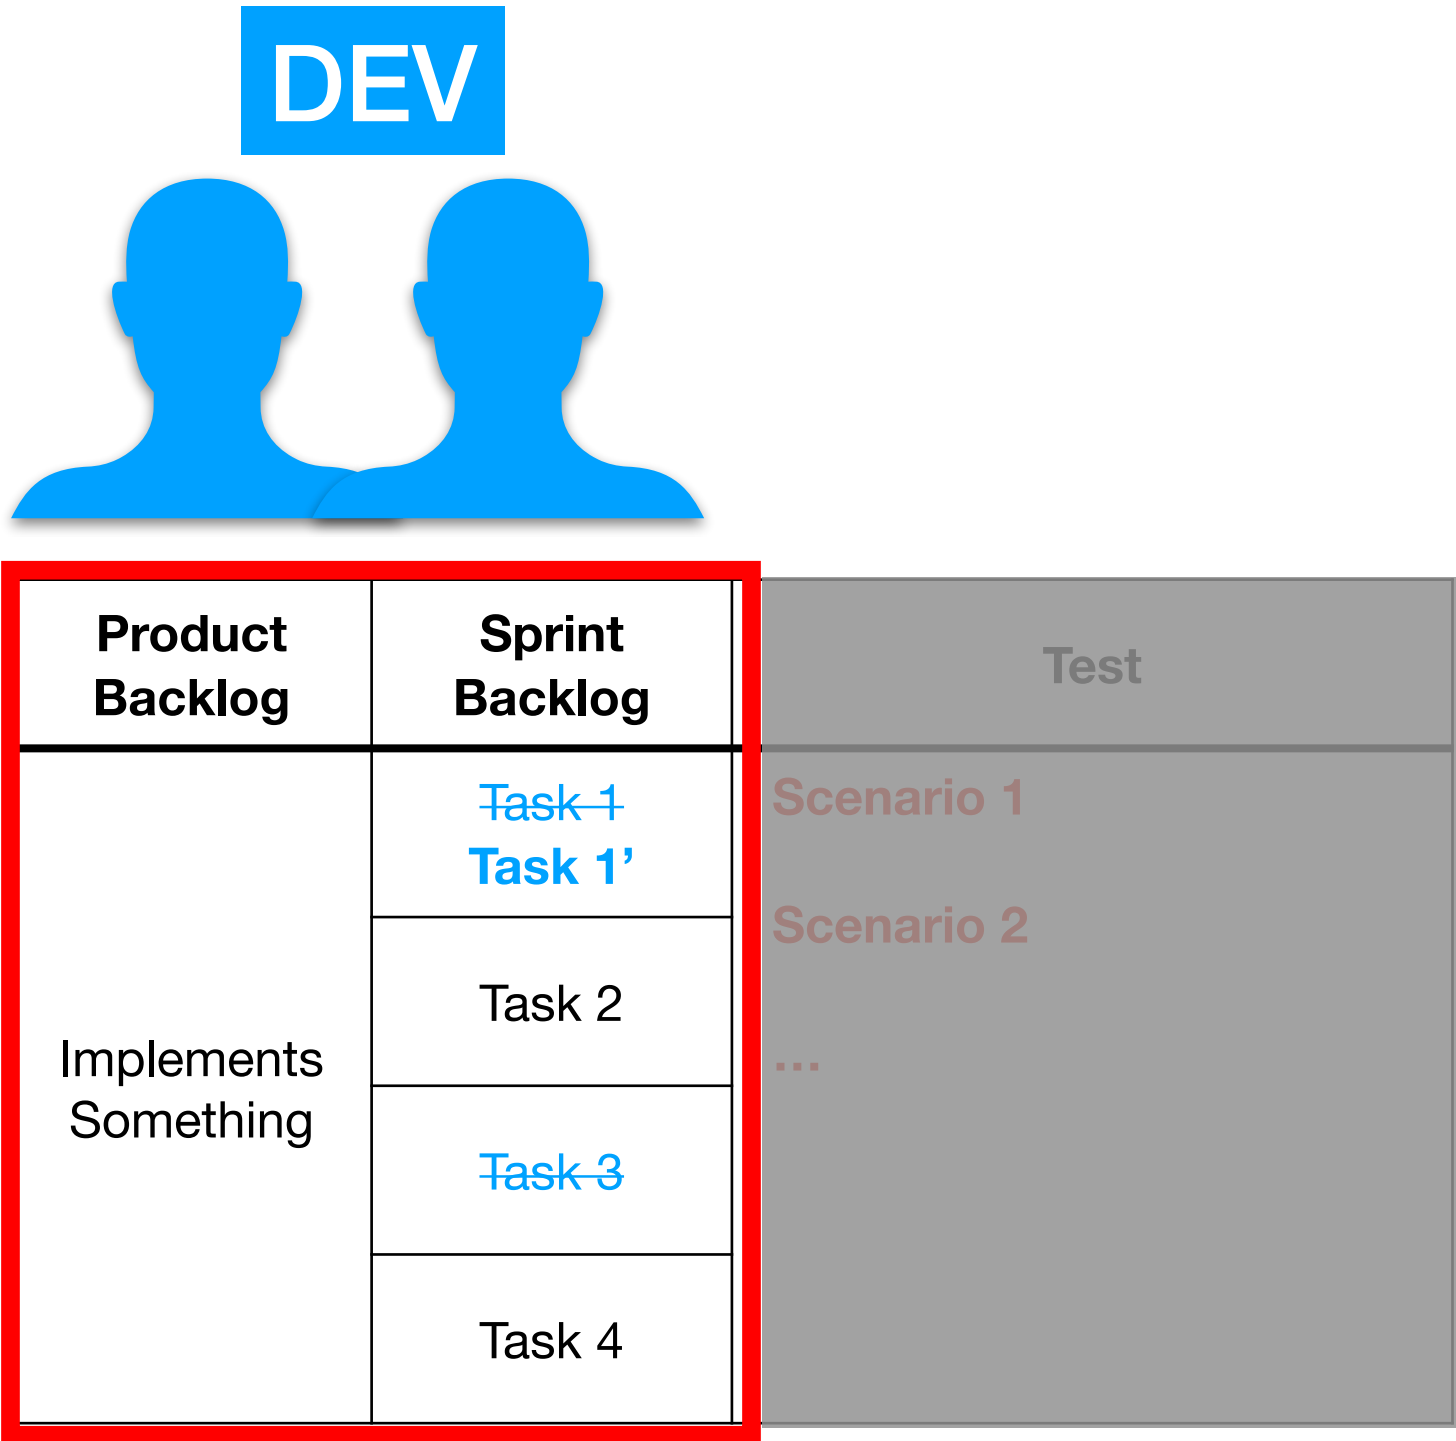 DEV
Product
Backlog
Sprint
Backlog
Test
Implements
Something
Task 1
Task 1’
Task 2
Task 3
Task 4
Scenario 1
Scenario 2
...